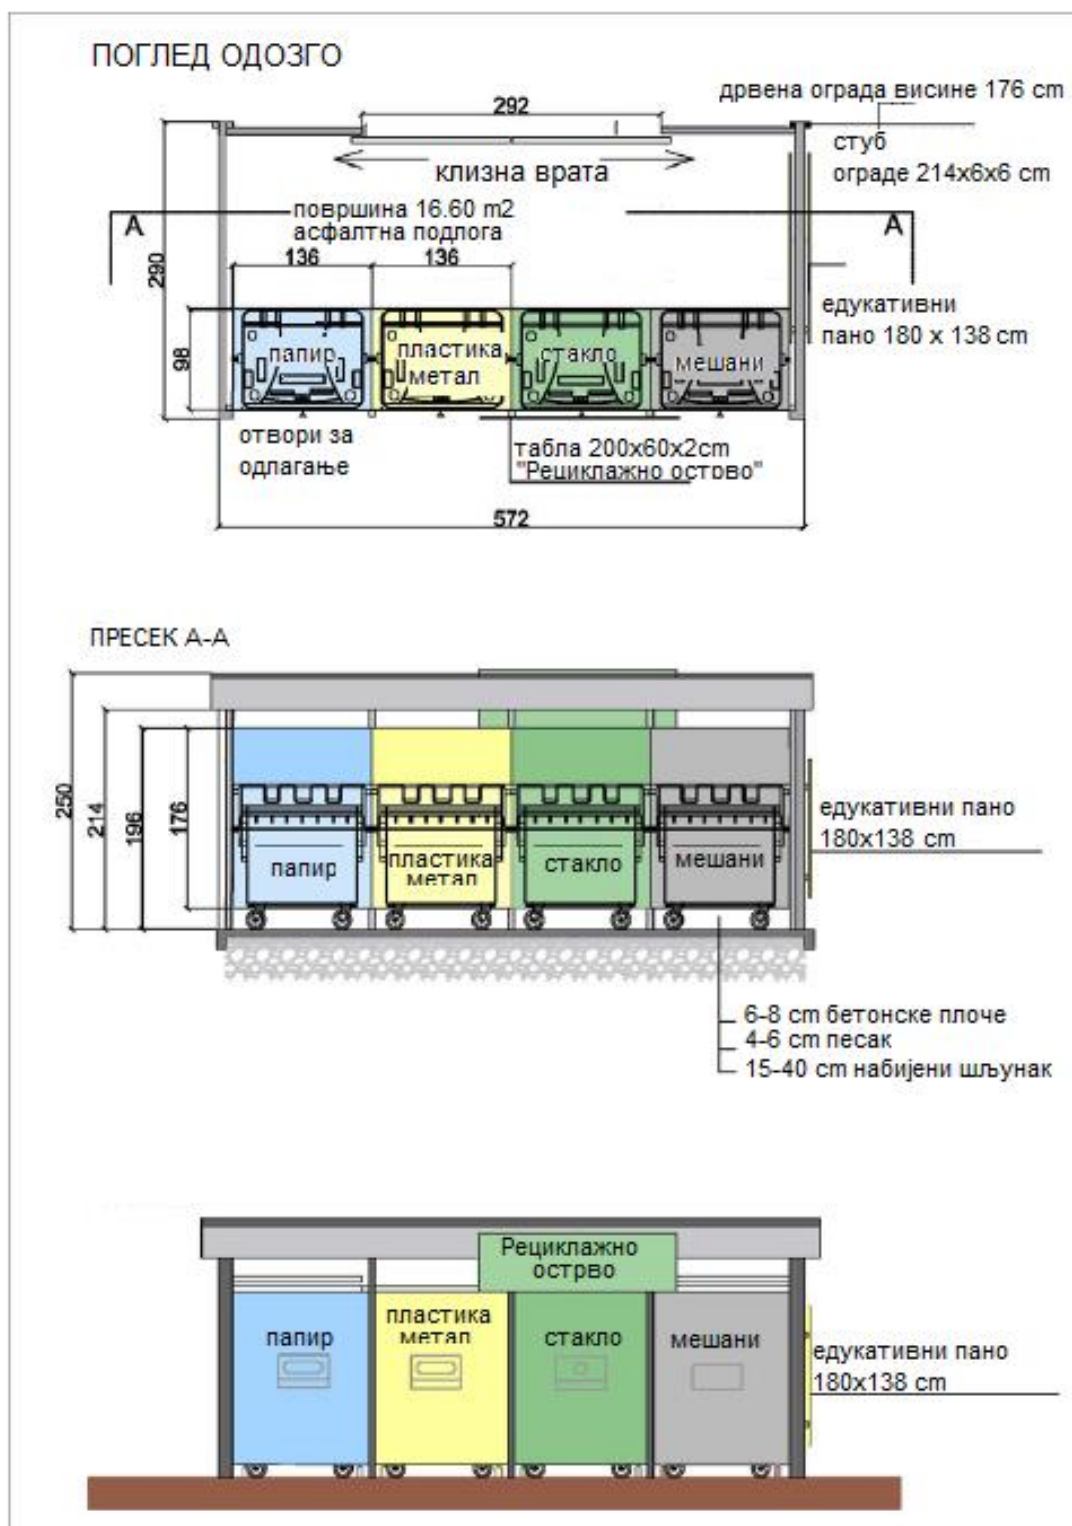 ПОГЛЕД ОДОЗГО
292
дрвена ограда висине 176 cm
стуб
ограде 214x6x6 cm
клизна врата
површина 16.60 m2
асфалтна подлога
A
A
290
136
136
едукативни
пано 180 x 138 cm
98
папир
пластика
метал
стакло
мешани
отвори за
одлагање
табла 200x60x2cm
"Рециклажно острво"
572
ПРЕСЕК А-А
250
214
196
176
папир
пластика
метал
стакло
мешани
едукативни пано
180x138 cm
6-8 cm бетонске плоче
4-6 cm песак
15-40 cm набијени шљунак
Рециклажно
острво
папир
пластика
метал
стакло
мешани
едукативни пано
180x138 cm